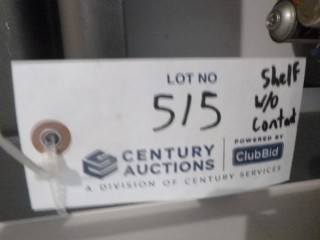 LOT NO
515
Shelf
w/o
Content
CENTURY
AUCTIONS
POWERED BY
ClubBid
A DIVISION OF CENTURY SERVICES